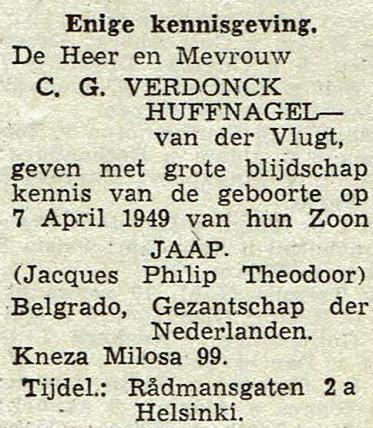 Enige kennisgeving.
De Heer en Mevrouw
C. G. VERDONCK
HUFFNAGEL—
van der Vlugt,
geven met grote blijdschap
kennis van de geboorte op
7 April 1949 van hun Zoon
JAAP.
(Jacques Philip Theodoor)
Belgrado, Gezantschap der
Nederlanden.
Kneza Milosa 99.
Tijdel.: Rådmansgaten 2 a
Helsinki.